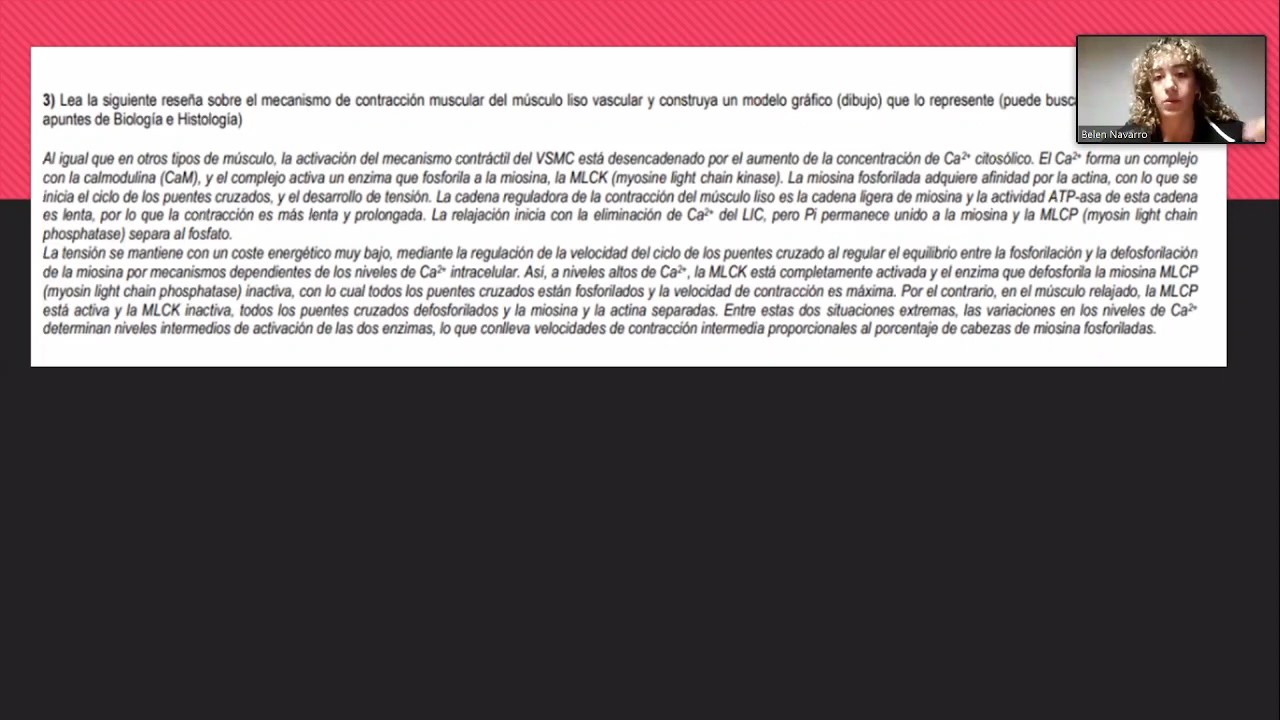 3) Lea la siguiente reseña sobre el mecanismo de contracción muscular del músculo liso vascular y construya un modelo gráfico (dibujo) que lo represente (puede
apuntes de Biología e Histología)
Belen Navarro
Al igual que en otros tipos de músculo, la activación del mecanismo contráctil del VSMC está desencadenado por el aumento de la concentración de Ca²⁺ citosólico. El Ca²⁺ forma un complejo
con la calmodulina (CaM), y el complejo activa un enzima que fosforila a la miosina, la MLCK (myosine light chain kinase). La miosina fosforilada adquiere afinidad por la actina, con lo que se
inicia el ciclo de los puentes cruzados, y el desarrollo de tensión. La cadena reguladora de la contracción del músculo liso es la cadena ligera de miosina y la actividad ATP-asa de esta cadena
es lenta, por lo que la contracción es más lenta y prolongada. La relajación inicia con la eliminación de Ca²⁺ del LIC, pero Pi permanece unido a la miosina y la MLCP (myosin light chain
phosphatase) separa al fosfato.
La tensión se mantiene con un coste energético muy bajo, mediante la regulación de la velocidad del ciclo de los puentes cruzado al regular el equilibrio entre la fosforilación y la defosforilación
de la miosina por mecanismos dependientes de los niveles de Ca²⁺ intracelular. Asi, a niveles altos de Ca²⁺, la MLCK está completamente activada y el enzima que defosforila la miosina MLCP
(myosin light chain phosphatase) inactiva, con lo cual todos los puentes cruzados están fosforilados y la velocidad de contracción es máxima. Por el contrario, en el músculo relajado, la MLCP
está activa y la MLCK inactiva, todos los puentes cruzados defosforilados y la miosina y la actina separadas. Entre estas dos situaciones extremas, las variaciones en los niveles de Ca²⁺
determinan niveles intermedios de activación de las dos enzimas, lo que conlleva velocidades de contracción intermedia proporcionales al porcentaje de cabezas de miosina fosforiladas.